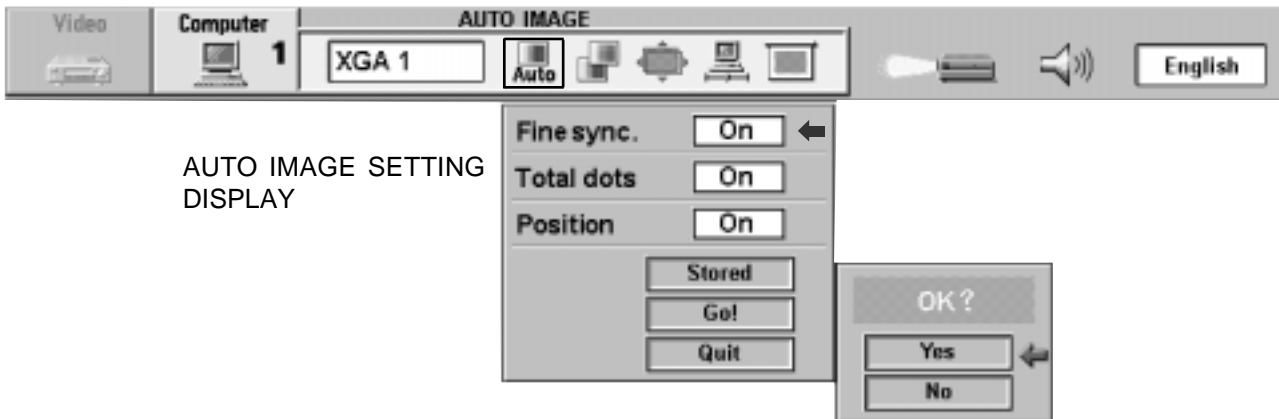 Video
Computer
1
AUTO IMAGE
XGA 1
Auto
English
AUTO IMAGE SETTING
DISPLAY
Fine sync. On
Total dots On
Position On
Stored
Go!
Quit
OK?
Yes
No